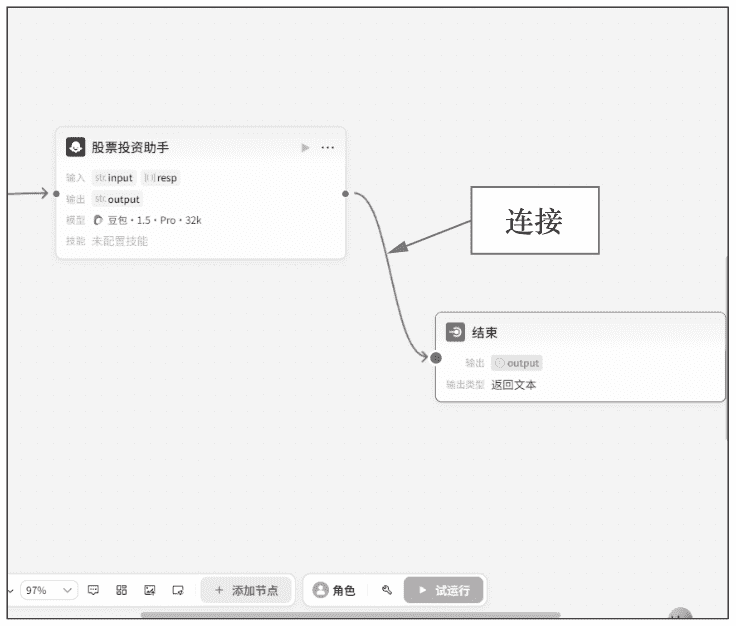 股票投资助手
输入 str. input [ ] resp
输出 str. output
模型 豆包·1.5·Pro·32k
技能 未配置技能
连接
结束
输出 output
输出类型 返回文本
97% + 添加节点 角色 试运行